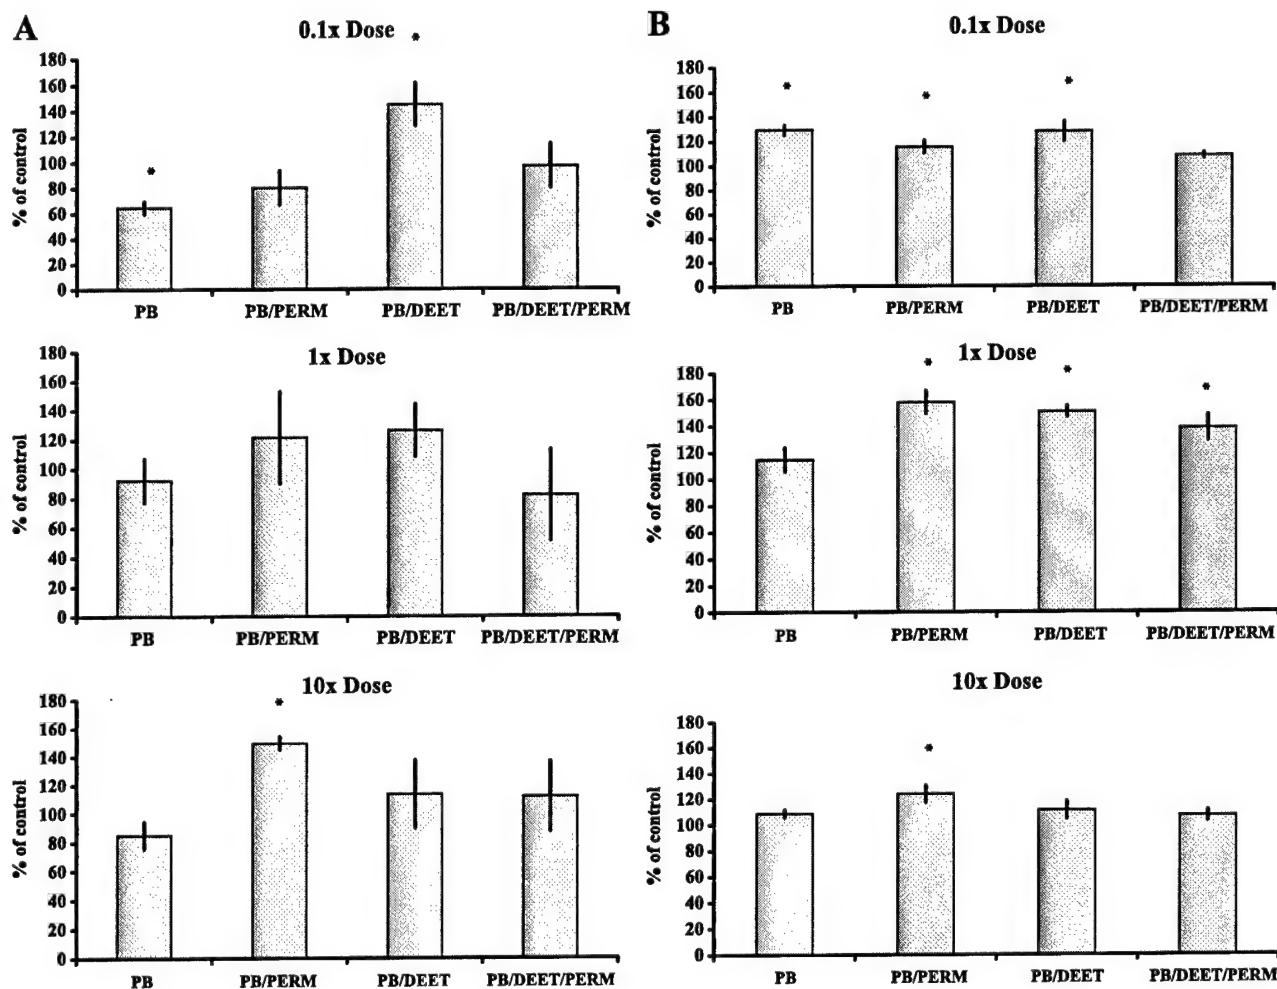 A
0.1x Dose
*
*
% of control
180
160
140
120
100
80
60
40
20
0
PB
PB/PERM
PB/DEET
PB/DEET/PERM
1x Dose
% of control
180
160
140
120
100
80
60
40
20
0
PB
PB/PERM
PB/DEET
PB/DEET/PERM
10x Dose
*
% of control
180
160
140
120
100
80
60
40
20
0
PB
PB/PERM
PB/DEET
PB/DEET/PERM
B
0.1x Dose
*
*
*
% of control
180
160
140
120
100
80
60
40
20
0
PB
PB/PERM
PB/DEET
PB/DEET/PERM
1x Dose
*
*
*
% of control
180
160
140
120
100
80
60
40
20
0
PB
PB/PERM
PB/DEET
PB/DEET/PERM
10x Dose
*
% of control
180
160
140
120
100
80
60
40
20
0
PB
PB/PERM
PB/DEET
PB/DEET/PERM